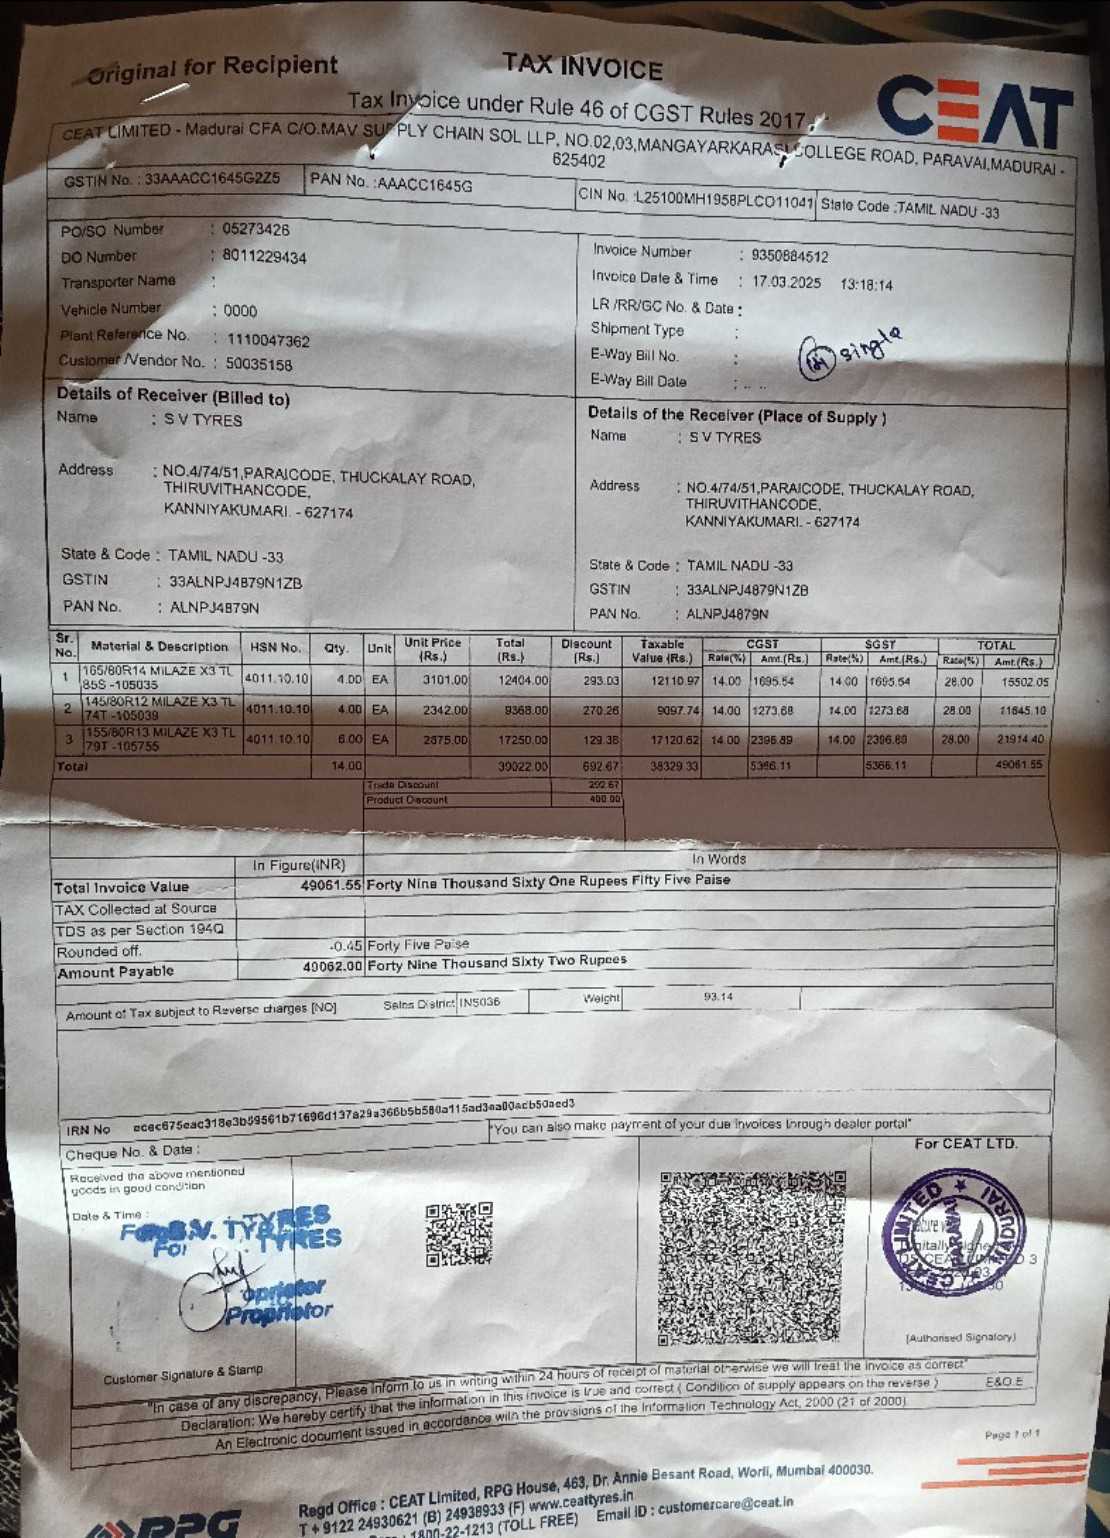 Original for Recipient
TAX INVOICE
CEAT
Tax Invoice under Rule 46 of CGST Rules 2017
CEAT LIMITED - Madurai CFA C/O.MAV SUPPLY CHAIN SOL LLP, NO.02,03,MANGAYARKARASI COLLEGE ROAD, PARAVAI,MADURAI -
625402
GSTIN No. : 33AAACC1645G2Z5 PAN No. :AAACC1645G CIN No. :L25100MH1958PLCO11041 State Code :TAMIL NADU -33
PO/SO Number : 05273426
DO Number : 8011229434
Transporter Name :
Vehicle Number : 0000
Plant Reference No. : 1110047362
Customer /Vendor No. : 50035158
Invoice Number : 9350884512
Invoice Date & Time : 17.03.2025 13:18:14
LR /RR/GC No. & Date :
Shipment Type :
E-Way Bill No. :
E-Way Bill Date : .. ..
single
Details of Receiver (Billed to)
Name : S V TYRES
Address : NO.4/74/51,PARAICODE, THUCKALAY ROAD,
THIRUVITHANCODE,
KANNIYAKUMARI. - 627174
State & Code : TAMIL NADU -33
GSTIN : 33ALNPJ4879N1ZB
PAN No. : ALNPJ4879N
Details of the Receiver (Place of Supply )
Name : S V TYRES
Address : NO.4/74/51,PARAICODE, THUCKALAY ROAD,
THIRUVITHANCODE,
KANNIYAKUMARI. - 627174
State & Code : TAMIL NADU -33
GSTIN : 33ALNPJ4879N1ZB
PAN No. : ALNPJ4879N
Sr. No. Material & Description HSN No. Qty. Unit Unit Price (Rs.) Total (Rs.) Discount (Rs.) Taxable Value (Rs.) CGST SGST TOTAL
Rate(%) Amt.(Rs.) Rate(%) Amt.(Rs.) Rate(%) Amt.(Rs.)
1 165/80R14 MILAZE X3 TL 85S -105035 4011.10.10 4.00 EA 3101.00 12404.00 293.03 12110.97 14.00 1695.54 14.00 1695.54 28.00 15502.05
2 145/80R12 MILAZE X3 TL 74T -105039 4011.10.10 4.00 EA 2342.00 9368.00 270.26 9097.74 14.00 1273.68 14.00 1273.68 28.00 11645.10
3 155/80R13 MILAZE X3 TL 79T -105755 4011.10.10 6.00 EA 2875.00 17250.00 129.38 17120.62 14.00 2396.89 14.00 2396.89 28.00 21914.40
Total 14.00 39022.00 692.67 38329.33 5366.11 5366.11 49061.55
Trade Discount 292.67
Product Discount 400.00
In Figure(INR) In Words
Total Invoice Value 49061.55 Forty Nine Thousand Sixty One Rupees Fifty Five Paise
TAX Collected at Source
TDS as per Section 194Q
Rounded off. -0.45 Forty Five Paise
Amount Payable 49062.00 Forty Nine Thousand Sixty Two Rupees
Amount of Tax subject to Reverse charges [NO] Sales District INS036 Weight 93.14
IRN No
"You can also make payment of your due invoices through dealer portal"
Cheque No. & Date :
For CEAT LTD.
Received the above mentioned
goods in good condition
Date & Time :
For S.V. TYRES
For TYRES
Proprietor
CEAT LIMITED PARAVAI MADURAI
(Authorised Signatory)
Customer Signature & Stamp
"In case of any discrepancy, Please inform to us in writing within 24 hours of receipt of material otherwise we will treat the invoice as correct"
Declaration: We hereby certify that the information in this invoice is true and correct ( Condition of supply appears on the reverse ) E&O.E
An Electronic document issued in accordance with the provisions of the Information Technology Act, 2000 (21 of 2000)
Page 1 of 1
RPG
Regd Office : CEAT Limited, RPG House, 463, Dr. Annie Besant Road, Worli, Mumbai 400030.
T + 9122 24930621 (B) 24938933 (F) www.ceattyres.in
1800-22-1213 (TOLL FREE) Email ID : customercare@ceat.in